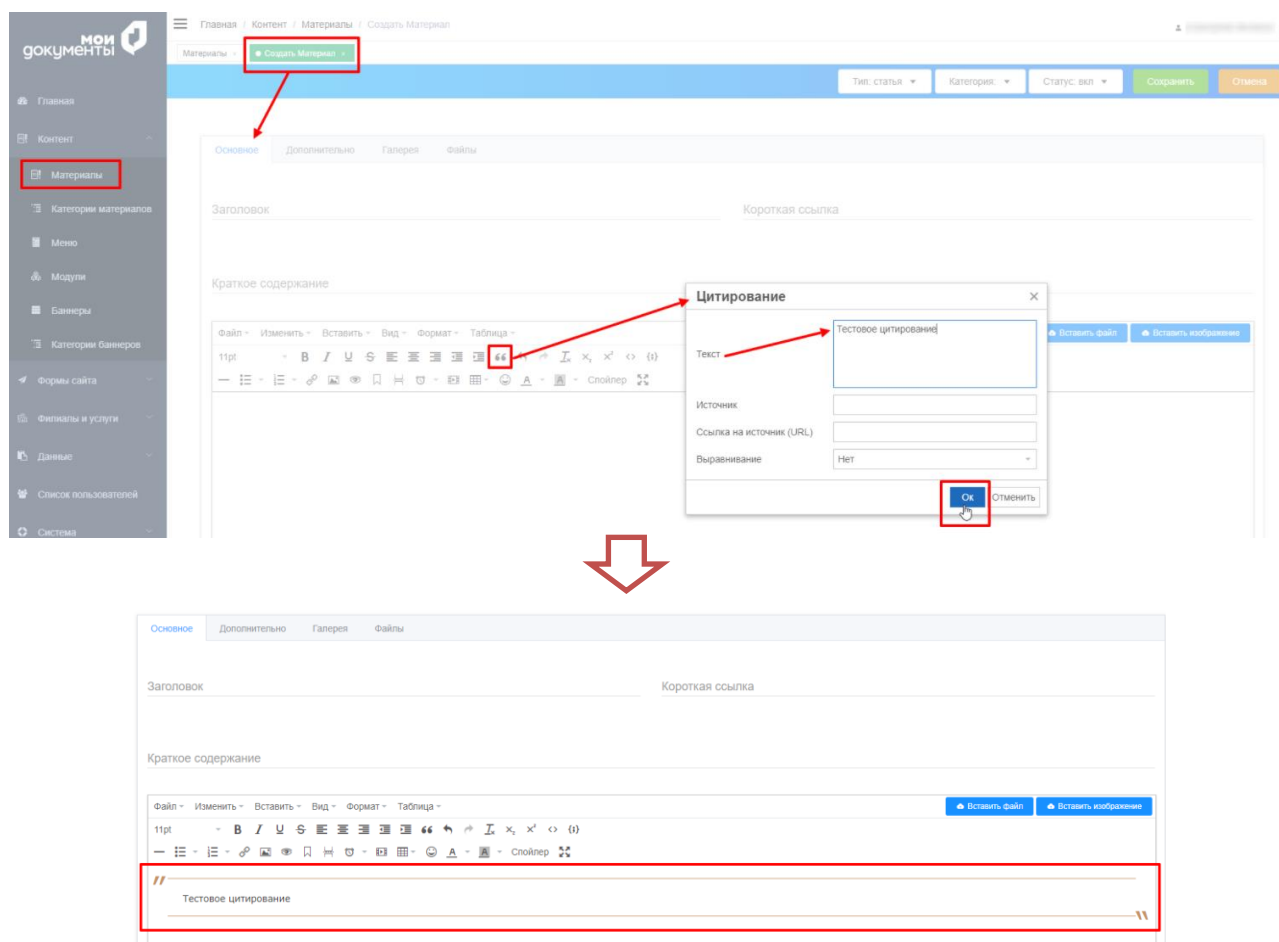 мои
документы
Главная / Контент / Материалы / Создать Материал
Материалы
Создать Материал
Тип: статья
Категория:
Статус: вкл
Сохранить
Отмена
Главная
Контент
Материалы
Категории материалов
Меню
Модули
Баннеры
Категории баннеров
Формы сайта
Филиалы и услуги
Данные
Список пользователей
Система
Основное Дополнительно Галерея Файлы
Заголовок
Короткая ссылка
Краткое содержание
Файл Изменить Вставить Вид Формат Таблица
Вставить файл
Вставить изображение
11pt
Спойлер
Цитирование
Текст
Тестовое цитирование
Источник
Ссылка на источник (URL)
Выравнивание
Нет
Ок
Отменить
Основное Дополнительно Галерея Файлы
Заголовок
Короткая ссылка
Краткое содержание
Файл Изменить Вставить Вид Формат Таблица
Вставить файл
Вставить изображение
11pt
Спойлер
Тестовое цитирование